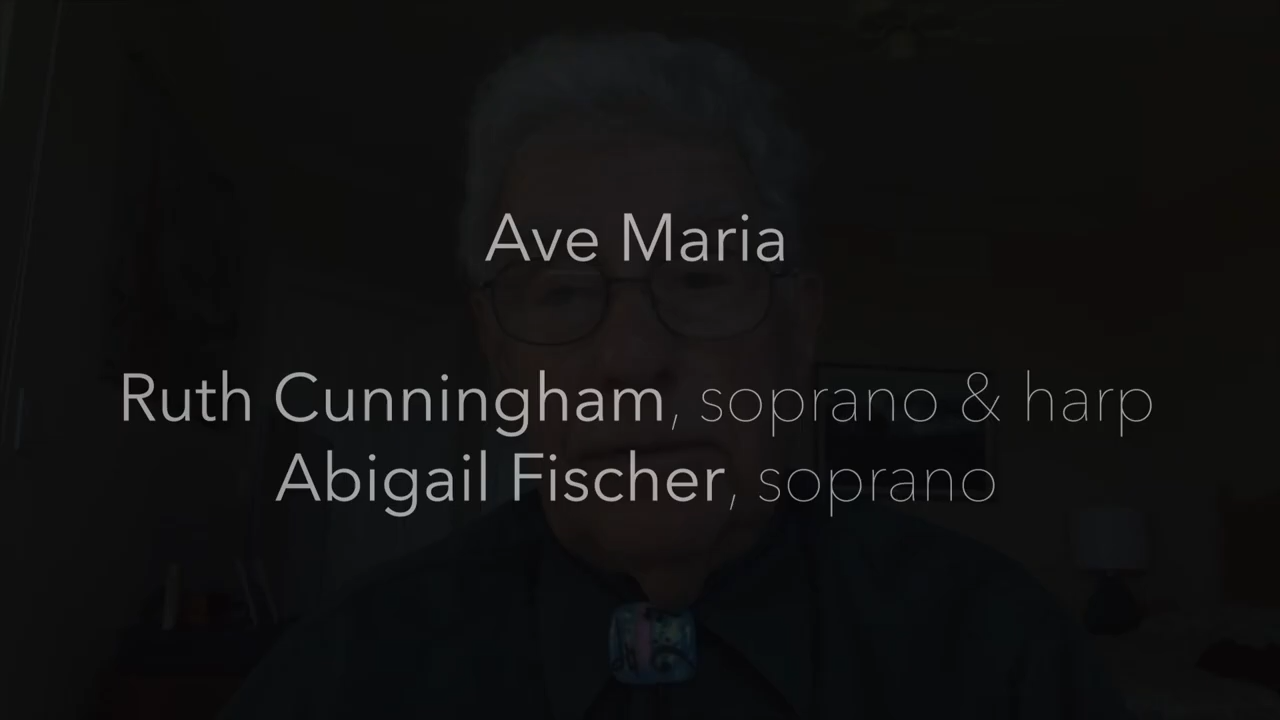 Ave Maria
Ruth Cunningham, soprano & harp
Abigail Fischer, soprano